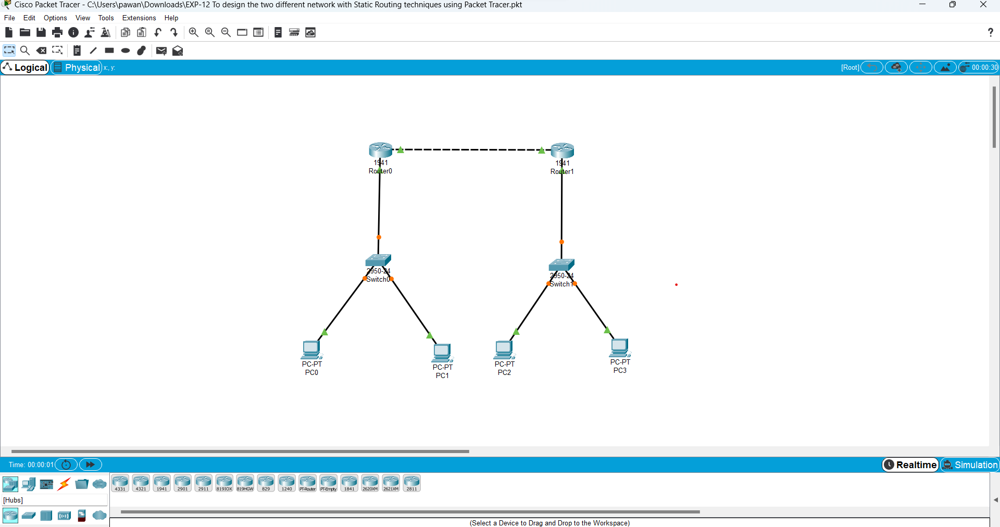 Cisco Packet Tracer - C:\Users\pawan\Downloads\EXP-12 To design the two different network with Static Routing techniques using Packet Tracer.pkt
File Edit Options View Tools Extensions Help
Logical Physical x:, y: [Root] 00:00:30
1941
Router0
1941
Router1
2950-24
Switch0
2950-24
Switch1
PC-PT
PC0
PC-PT
PC1
PC-PT
PC2
PC-PT
PC3
Time: 00:00:01 Realtime Simulation
4331 4321 1941 2901 2911 819IOX 819HGW 829 1240 PT-Router PT-Empty 1841 2620XM 2621XM 2811
[Hubs]
(Select a Device to Drag and Drop to the Workspace)